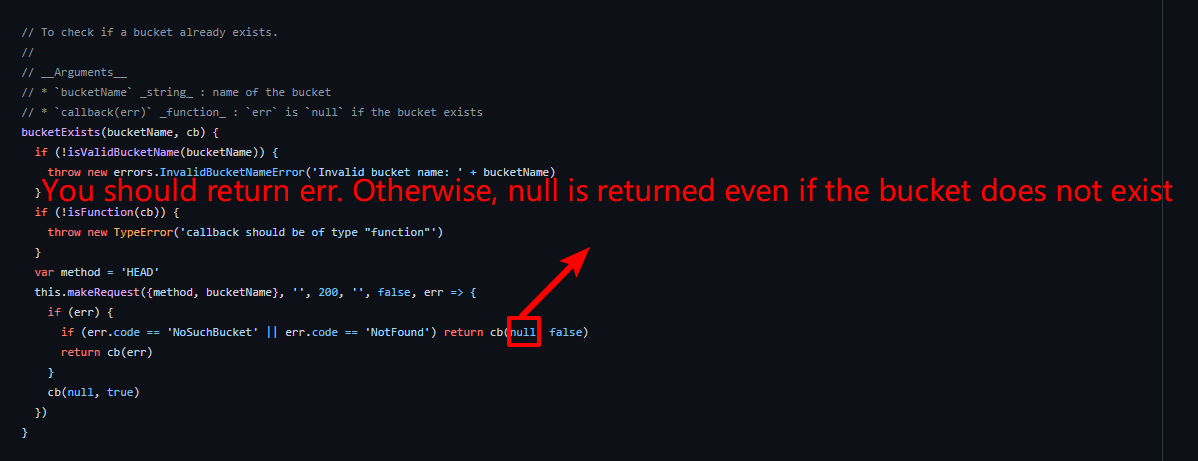 // To check if a bucket already exists.
//
// __Arguments__
// * `bucketName` _string_ : name of the bucket
// * `callback(err)` _function_ : `err` is `null` if the bucket exists
bucketExists(bucketName, cb) {
if (!isValidBucketName(bucketName)) {
throw new errors.InvalidBucketNameError('Invalid bucket name: ' + bucketName)
}
You should return err. Otherwise, null is returned even if the bucket does not exist
if (!isFunction(cb)) {
throw new TypeError('callback should be of type "function"')
}
var method = 'HEAD'
this.makeRequest({method, bucketName}, '', 200, '', false, err => {
if (err) {
if (err.code == 'NoSuchBucket' || err.code == 'NotFound') return cb(null, false)
return cb(err)
}
cb(null, true)
})
}